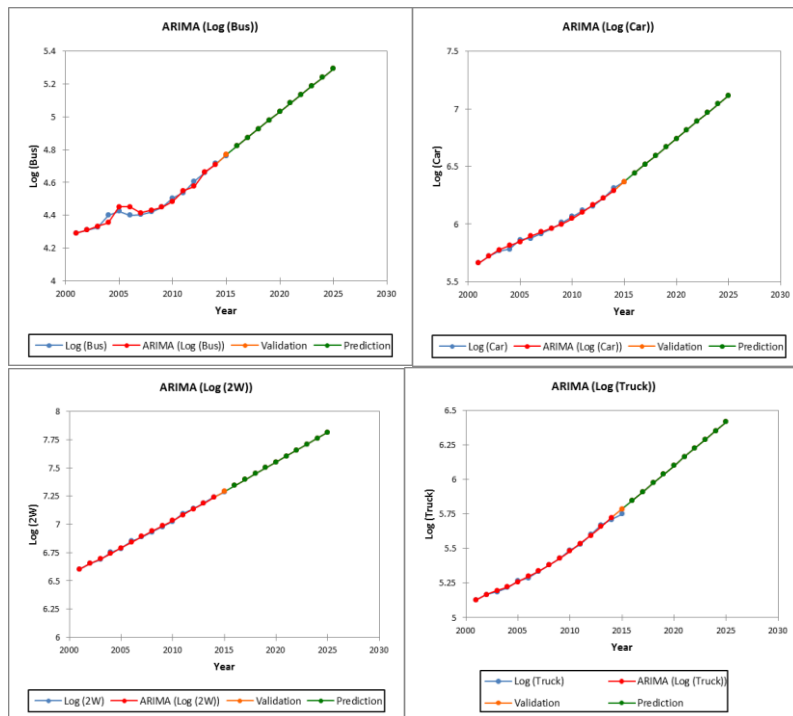 ARIMA (Log (Bus))
5.4
5.2
5
4.8
4.6
4.4
4.2
4
Log (Bus)
2000 2005 2010 2015 2020 2025 2030
Year
Log (Bus) ARIMA (Log (Bus)) Validation Prediction
ARIMA (Log (Car))
7.5
7
6.5
6
5.5
Log (Car)
2000 2005 2010 2015 2020 2025 2030
Year
Log (Car) ARIMA (Log (Car)) Validation Prediction
ARIMA (Log (2W))
8
7.75
7.5
7.25
7
6.75
6.5
6.25
6
Log (2W)
2000 2005 2010 2015 2020 2025 2030
Year
Log (2W) ARIMA (Log (2W)) Validation Prediction
ARIMA (Log (Truck))
6.5
6.25
6
5.75
5.5
5.25
5
Log (Truck)
2000 2005 2010 2015 2020 2025 2030
Year
Log (Truck) ARIMA (Log (Truck))
Validation Prediction